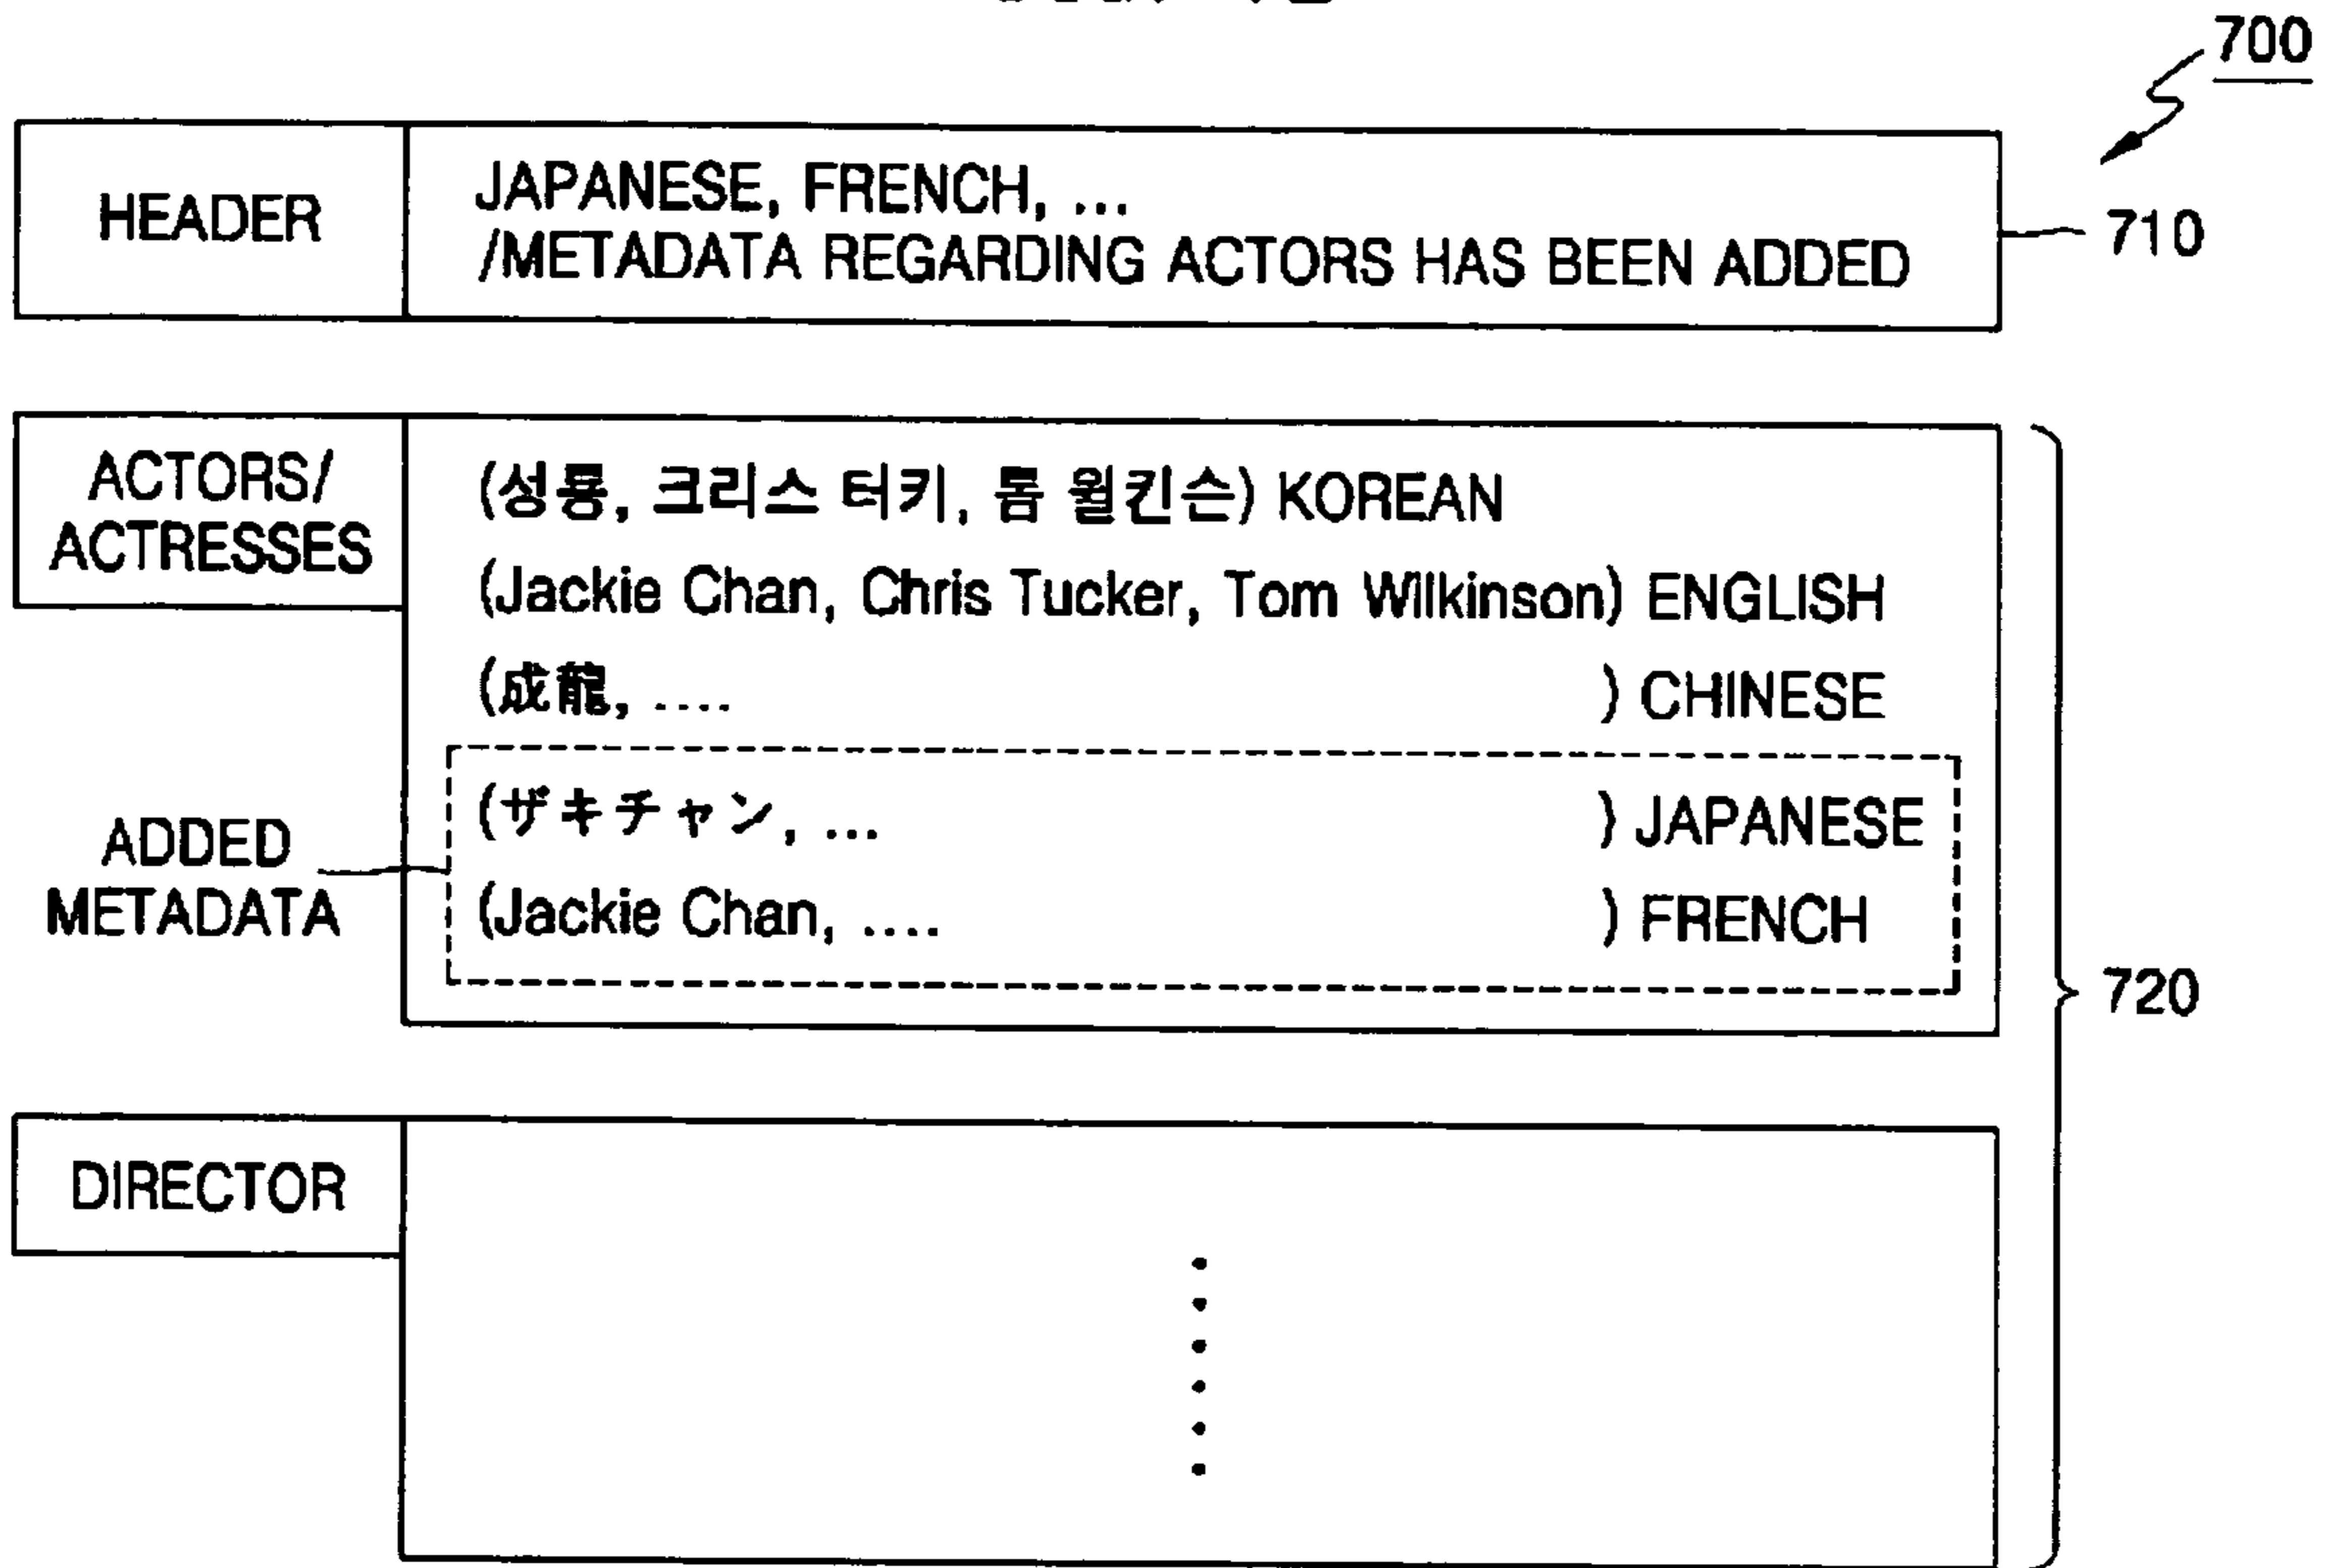 700
HEADER
JAPANESE, FRENCH, ...
/METADATA REGARDING ACTORS HAS BEEN ADDED
710
ACTORS/
ACTRESSES
(성룡, 크리스 터키, 톰 윌킨슨) KOREAN
(Jackie Chan, Chris Tucker, Tom Wilkinson) ENGLISH
(成龍, .... ) CHINESE
ADDED
METADATA
(ザキチャン, ... ) JAPANESE
(Jackie Chan, .... ) FRENCH
720
DIRECTOR